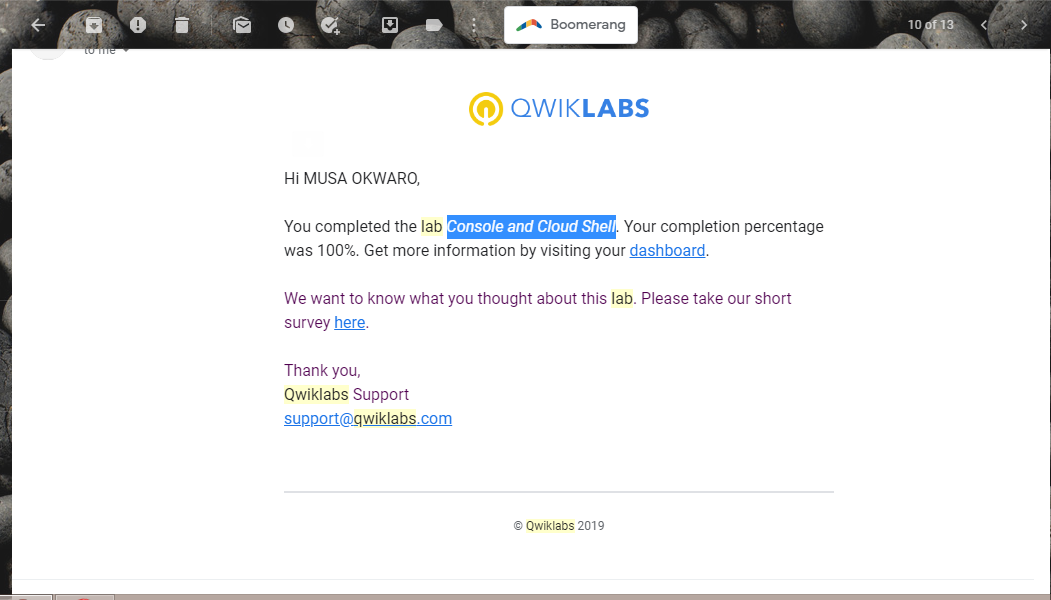 Boomerang
10 of 13
to me
QWIKLABS
Hi MUSA OKWARO,
You completed the lab Console and Cloud Shell. Your completion percentage
was 100%. Get more information by visiting your dashboard.
We want to know what you thought about this lab. Please take our short
survey here.
Thank you,
Qwiklabs Support
support@qwiklabs.com
© Qwiklabs 2019